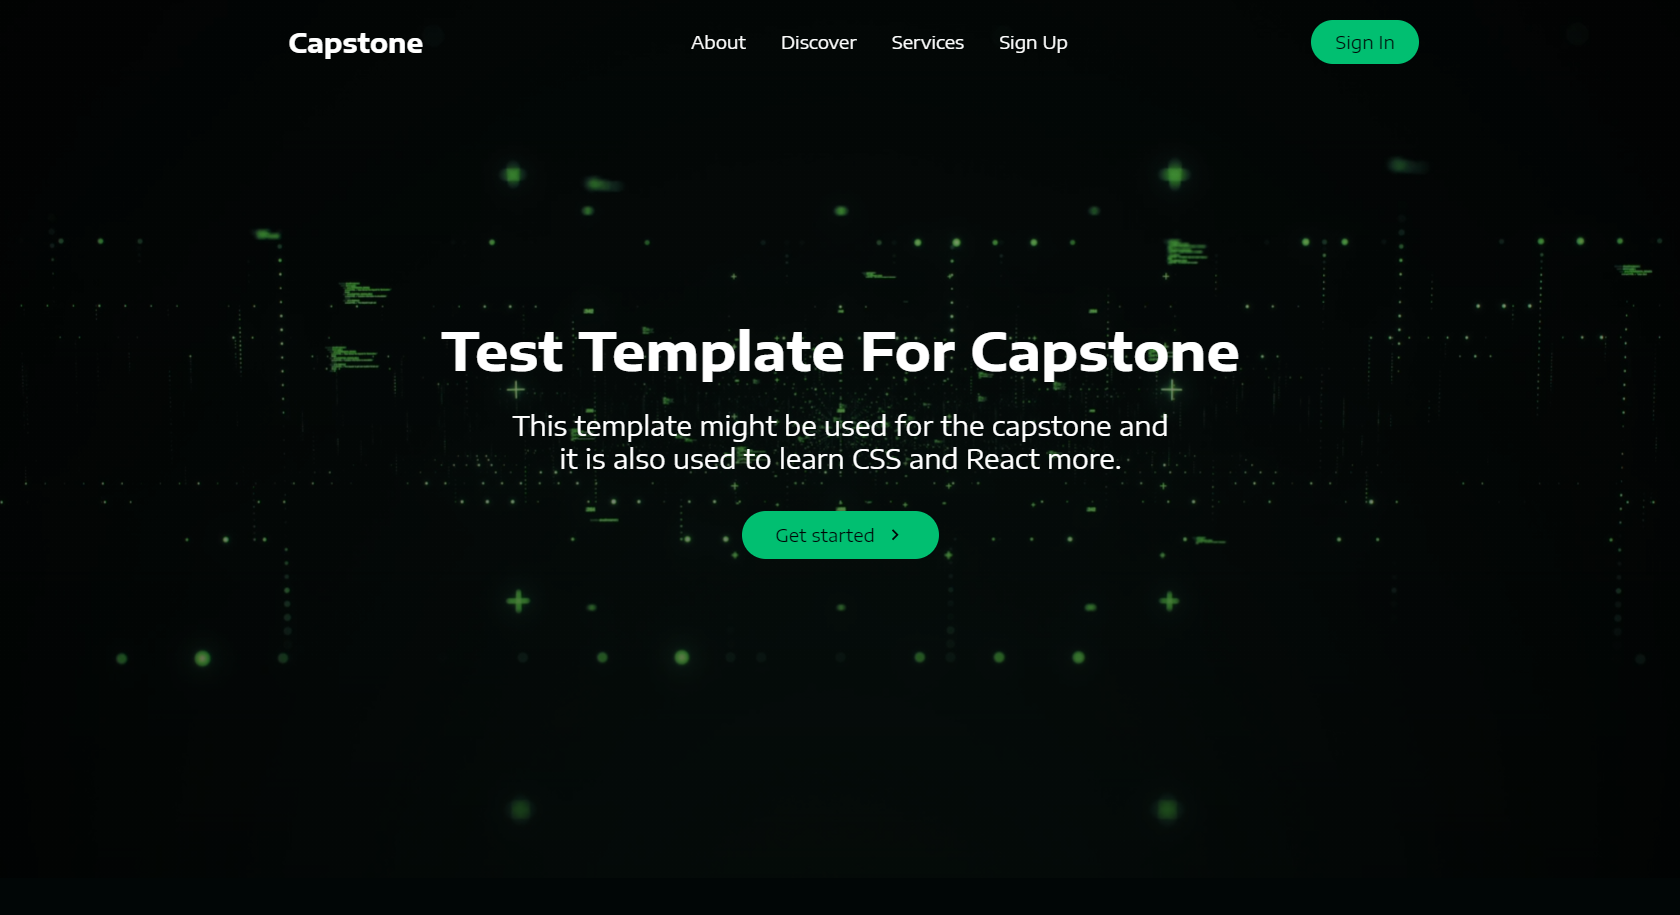 Capstone
About Discover Services Sign Up
Sign In
Test Template For Capstone
This template might be used for the capstone and
it is also used to learn CSS and React more.
Get started